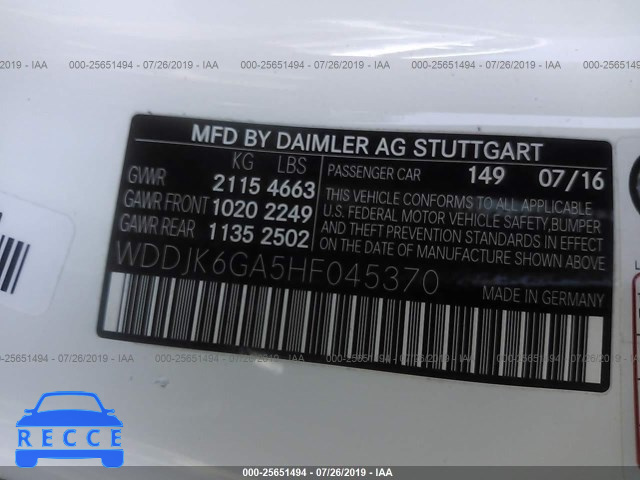 000-25651494 - 07/26/2019 - IAA
000-25651494 - 07/26/2019 - IAA
000-25651494 - 07/26/2019 - IAA
MFD BY DAIMLER AG STUTTGART
KG LBS
PASSENGER CAR 149 07/16
GVWR 2115 4663
GAWR FRONT 1020 2249
GAWR REAR 1135 2502
THIS VEHICLE CONFORMS TO ALL APPLICABLE
U.S. FEDERAL MOTOR VEHICLE SAFETY, BUMPER
AND THEFT PREVENTION STANDARDS IN EFFECT
ON THE DATE OF MANUFACTURE SHOWN ABOVE.
WDDJK6GA5HF045370
MADE IN GERMANY
000-25651494 - 07/26/2019 - IAA
000-25651494 - 07/26/2019 - IAA
000-25651494 - 07/26/2019 - IAA
RECCE
000-25651494 - 07/26/2019 - IAA